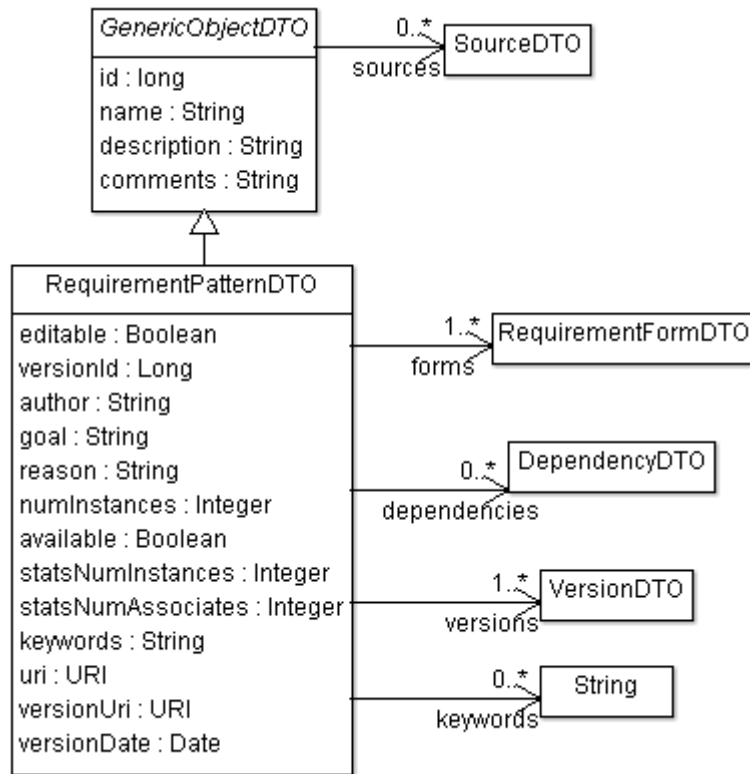 GenericObjectDTO
id : long
name : String
description : String
comments : String
0..*
sources
SourceDTO
RequirementPatternDTO
editable : Boolean
versionId : Long
author : String
goal : String
reason : String
numInstances : Integer
available : Boolean
statsNumInstances : Integer
statsNumAssociates : Integer
keywords : String
uri : URI
versionUri : URI
versionDate : Date
1..*
forms
RequirementFormDTO
0..*
dependencies
DependencyDTO
1..*
versions
VersionDTO
0..*
keywords
String